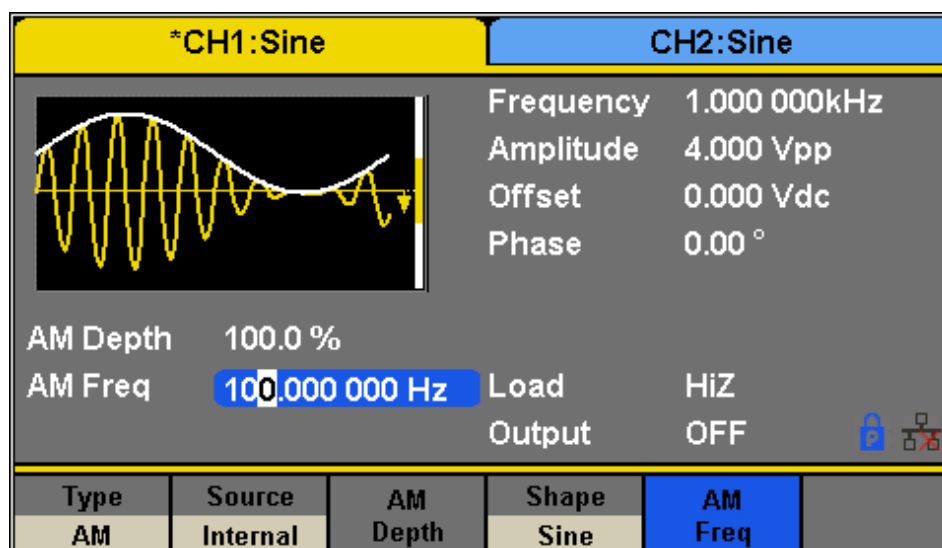 *CH1:Sine
CH2:Sine
Frequency 1.000 000kHz
Amplitude 4.000 Vpp
Offset 0.000 Vdc
Phase 0.00 °
AM Depth 100.0 %
AM Freq 100.000 000 Hz
Load HiZ
Output OFF
P
Type
AM
Source
Internal
AM
Depth
Shape
Sine
AM
Freq